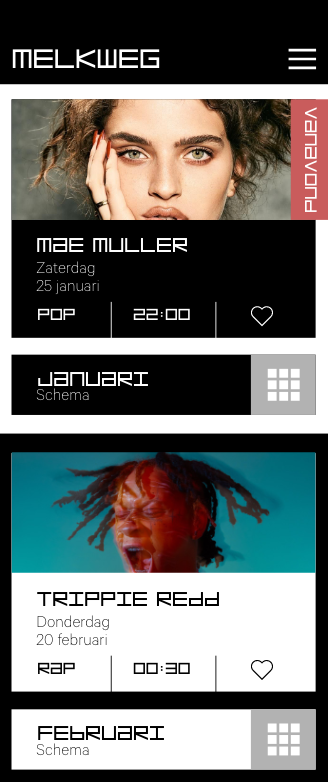 MELKWEG
vanavond
MAE MULLER
Zaterdag
25 januari
POP
22:00
JANUARI
Schema
TRIPPIE REDD
Donderdag
20 februari
RAP
00:30
FEBRUARI
Schema